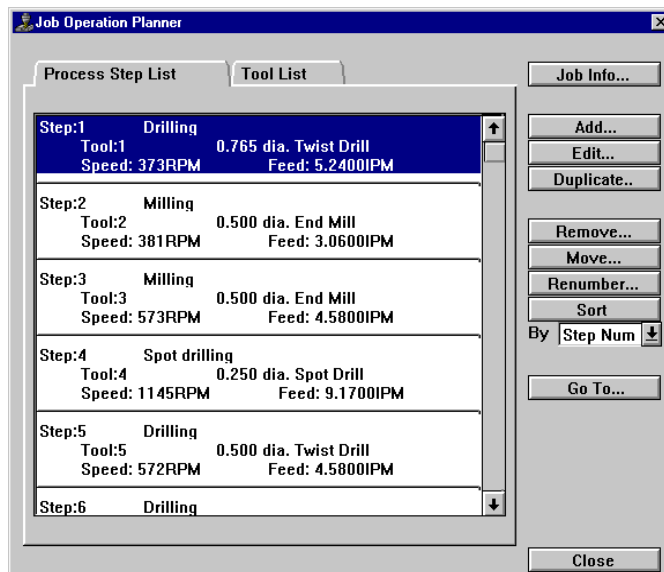 Job Operation Planner
Process Step List
Tool List
Step:1 Drilling
Tool:1 0.765 dia. Twist Drill
Speed: 373RPM Feed: 5.2400IPM
Step:2 Milling
Tool:2 0.500 dia. End Mill
Speed: 381RPM Feed: 3.0600IPM
Step:3 Milling
Tool:3 0.500 dia. End Mill
Speed: 573RPM Feed: 4.5800IPM
Step:4 Spot drilling
Tool:4 0.250 dia. Spot Drill
Speed: 1145RPM Feed: 9.1700IPM
Step:5 Drilling
Tool:5 0.500 dia. Twist Drill
Speed: 572RPM Feed: 4.5800IPM
Step:6 Drilling
Job Info...
Add...
Edit...
Duplicate..
Remove...
Move...
Renumber...
Sort
By Step Num
Go To...
Close